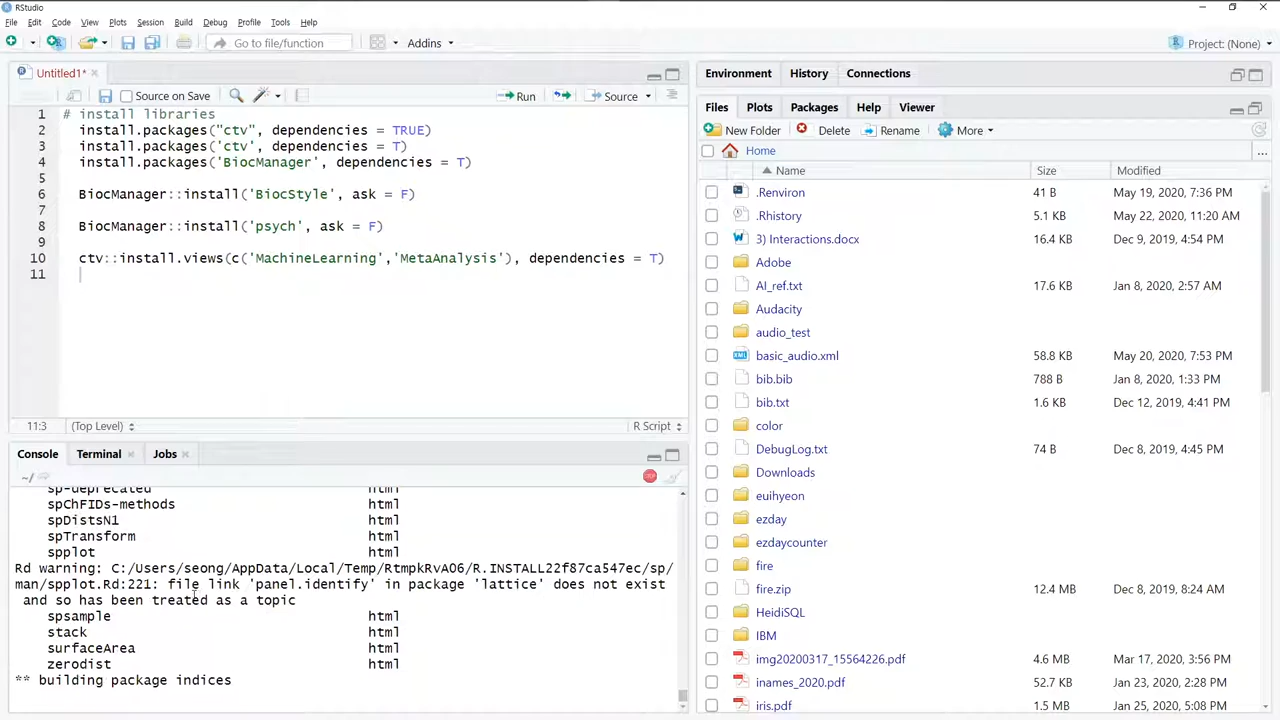 RStudio
File Edit Code View Plots Session Build Debug Profile Tools Help
Go to file/function Addins Project: (None)
Untitled1*
Source on Save Run Source
1 # install libraries
2 install.packages("ctv", dependencies = TRUE)
3 install.packages('ctv', dependencies = T)
4 install.packages('BiocManager', dependencies = T)
5
6 BiocManager::install('BiocStyle', ask = F)
7
8 BiocManager::install('psych', ask = F)
9
10 ctv::install.views(c('MachineLearning','MetaAnalysis'), dependencies = T)
11
11:3 (Top Level) R Script
Console Terminal Jobs
~/
sp-deprecated html
spChFIDs-methods html
spDistsN1 html
spTransform html
spplot html
Rd warning: C:/Users/seong/AppData/Local/Temp/RtmpkRvA06/R.INSTALL22f87ca547ec/sp/
man/spplot.Rd:221: file link 'panel.identify' in package 'lattice' does not exist
and so has been treated as a topic
spsample html
stack html
surfaceArea html
zerodist html
** building package indices
Environment History Connections
Files Plots Packages Help Viewer
New Folder Delete Rename More
Home ...
Name Size Modified
.Renviron 41 B May 19, 2020, 7:36 PM
.Rhistory 5.1 KB May 22, 2020, 11:20 AM
3) Interactions.docx 16.4 KB Dec 9, 2019, 4:54 PM
Adobe
AI_ref.txt 17.6 KB Jan 8, 2020, 2:57 AM
Audacity
audio_test
basic_audio.xml 58.8 KB May 20, 2020, 7:53 PM
bib.bib 788 B Jan 8, 2020, 1:33 PM
bib.txt 1.6 KB Dec 12, 2019, 4:41 PM
color
DebugLog.txt 74 B Dec 8, 2019, 4:45 PM
Downloads
euihyeon
ezday
ezdaycounter
fire
fire.zip 12.4 MB Dec 8, 2019, 8:24 AM
HeidiSQL
IBM
img20200317_15564226.pdf 4.6 MB Mar 17, 2020, 3:56 PM
inames_2020.pdf 52.7 KB Jan 23, 2020, 2:28 PM
iris.pdf 1.5 MB Jan 25, 2020, 5:08 PM